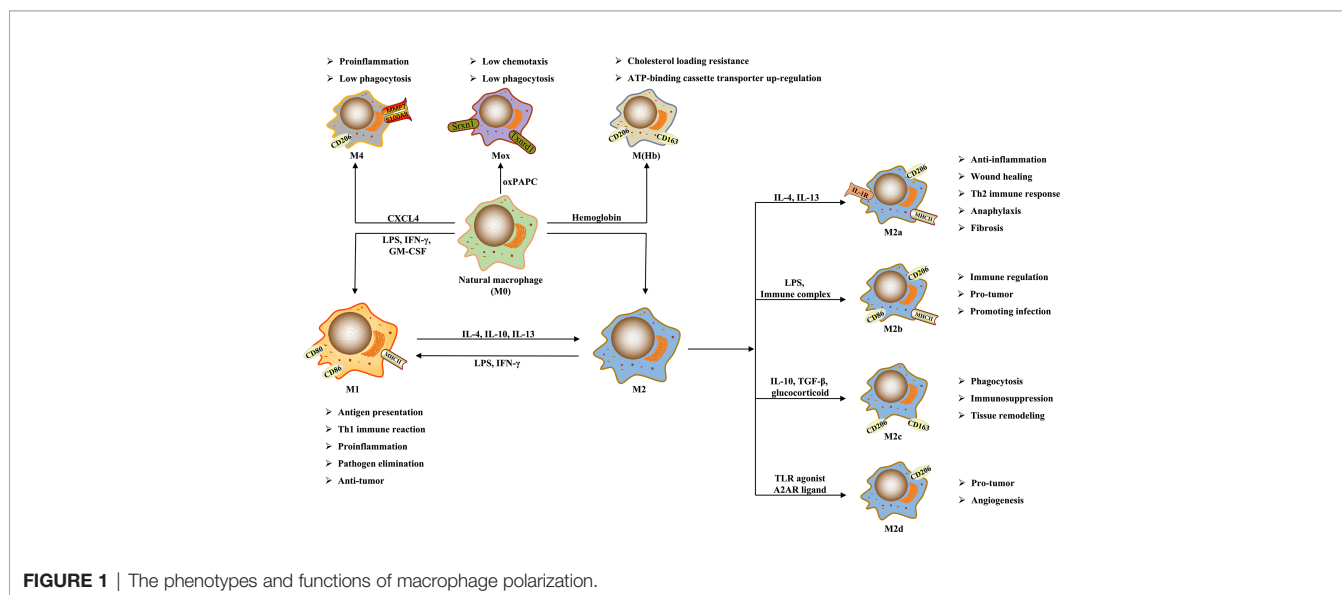 ➢ Proinflammation
➢ Low phagocytosis
➢ Low chemotaxis
➢ Low phagocytosis
➢ Cholesterol loading resistance
➢ ATP-binding cassette transporter up-regulation
MMP7
S100A8
CD206
M4
Srxn1
Txnrd1
Mox
CD206
CD163
M(Hb)
oxPAPC
CXCL4
Hemoglobin
LPS, IFN-γ,
GM-CSF
Natural macrophage
(M0)
CD80
CD86
MHCII
M1
IL-4, IL-10, IL-13
LPS, IFN-γ
M2
➢ Antigen presentation
➢ Th1 immune reaction
➢ Proinflammation
➢ Pathogen elimination
➢ Anti-tumor
IL-4, IL-13
IL-1R
CD206
MHCII
M2a
➢ Anti-inflammation
➢ Wound healing
➢ Th2 immune response
➢ Anaphylaxis
➢ Fibrosis
LPS,
Immune complex
CD206
CD86
MHCII
M2b
➢ Immune regulation
➢ Pro-tumor
➢ Promoting infection
IL-10, TGF-β,
glucocorticoid
CD206
CD163
M2c
➢ Phagocytosis
➢ Immunosuppression
➢ Tissue remodeling
TLR agonist
A2AR ligand
CD206
M2d
➢ Pro-tumor
➢ Angiogenesis
FIGURE 1 | The phenotypes and functions of macrophage polarization.